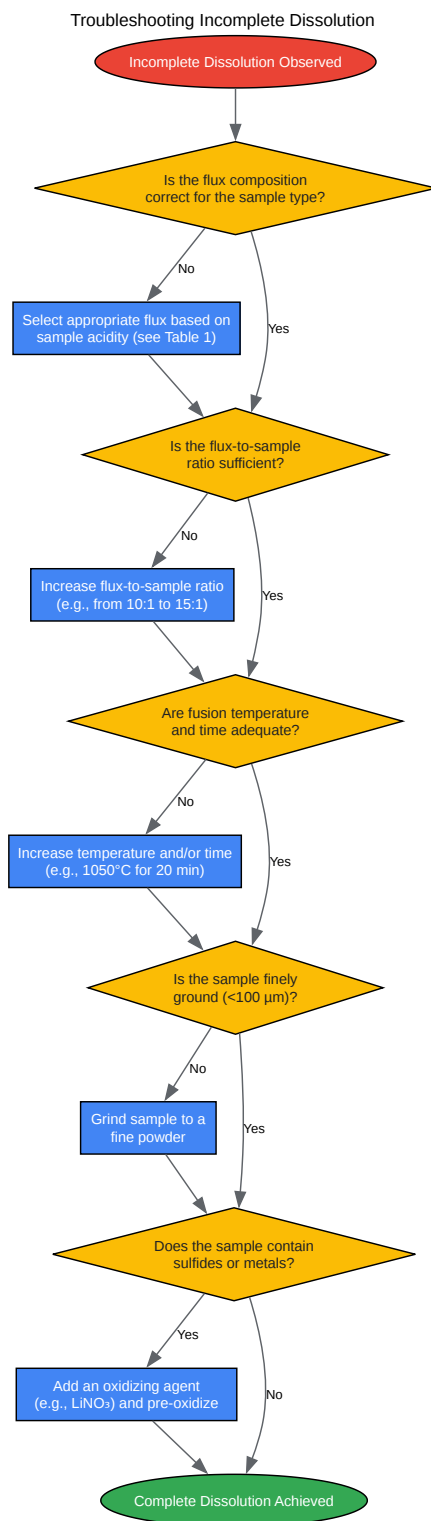 Troubleshooting Incomplete Dissolution
Incomplete Dissolution Observed
Is the flux composition
correct for the sample type?
No
Yes
Select appropriate flux based on
sample acidity (see Table 1)
Is the flux-to-sample
ratio sufficient?
No
Yes
Increase flux-to-sample ratio
(e.g., from 10:1 to 15:1)
Are fusion temperature
and time adequate?
No
Yes
Increase temperature and/or time
(e.g., 1050°C for 20 min)
Is the sample finely
ground (<100 µm)?
No
Yes
Grind sample to a
fine powder
Does the sample contain
sulfides or metals?
Yes
No
Add an oxidizing agent
(e.g., LiNO₃) and pre-oxidize
Complete Dissolution Achieved